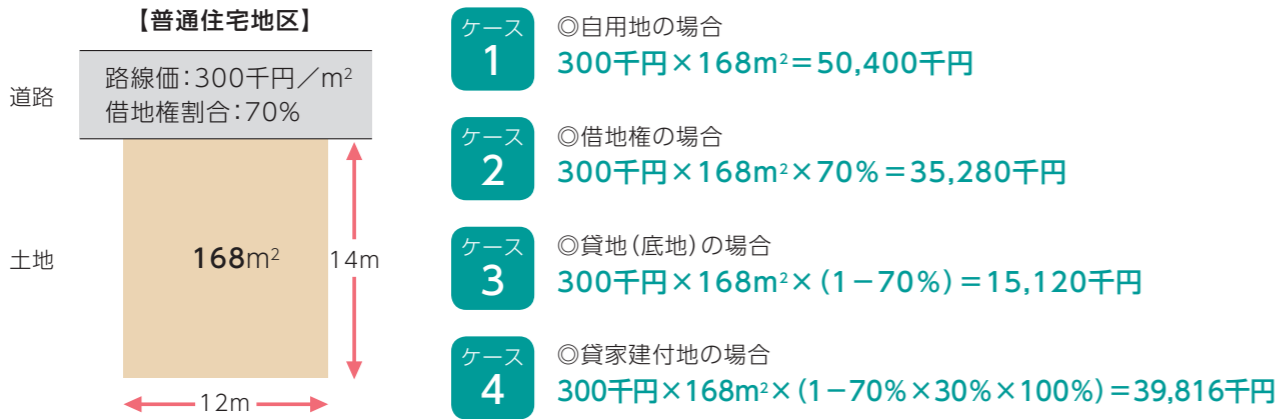 【普通住宅地区】
道路
路線価：300千円／m²
借地権割合：70%
土地
168m²
14m
12m
ケース
1
◎自用地の場合
300千円×168m²＝50,400千円
ケース
2
◎借地権の場合
300千円×168m²×70%＝35,280千円
ケース
3
◎貸地（底地）の場合
300千円×168m²×（1－70%）＝15,120千円
ケース
4
◎貸家建付地の場合
300千円×168m²×（1－70%×30%×100%）＝39,816千円